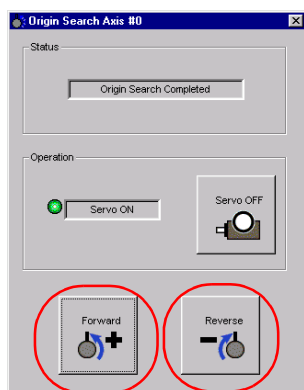 Origin Search Axis #0
Status
Origin Search Completed
Operation
Servo ON
Servo OFF
Forward
Reverse